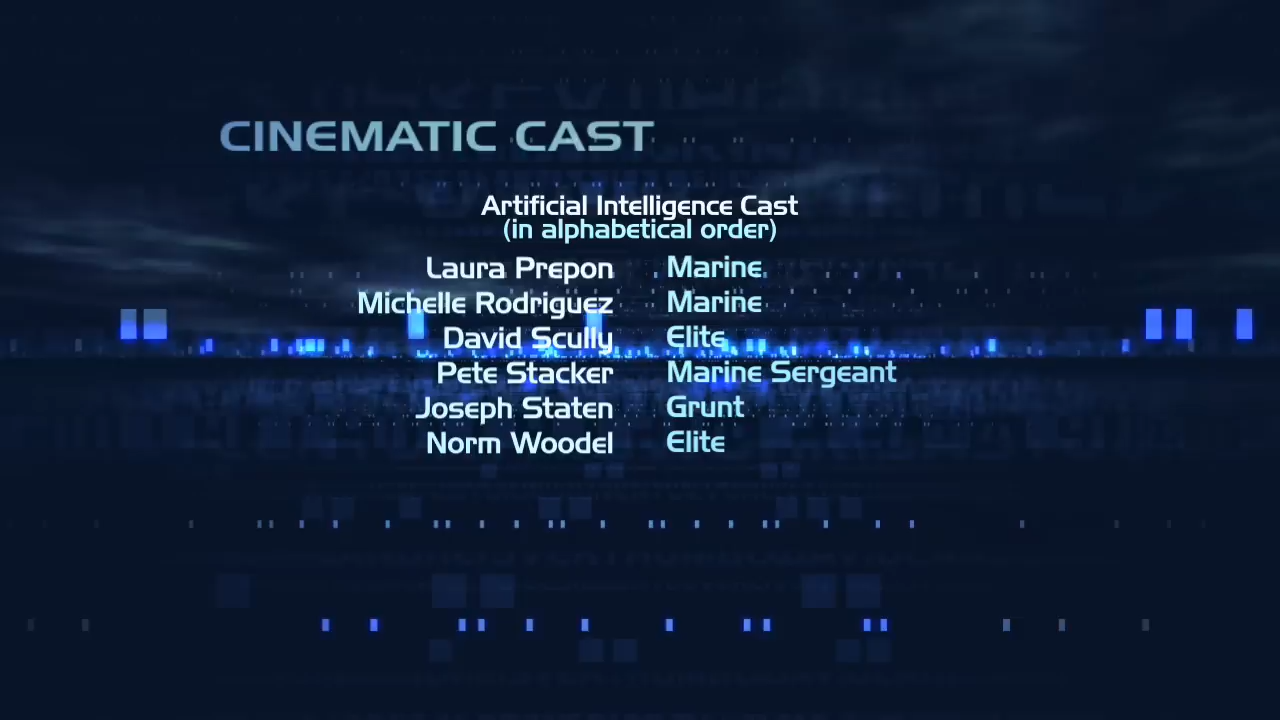 CINEMATIC CAST
Artificial Intelligence Cast
(in alphabetical order)
Laura Prepon Marine
Michelle Rodriguez Marine
David Scully Elite
Pete Stacker Marine Sergeant
Joseph Staten Grunt
Norm Woodel Elite